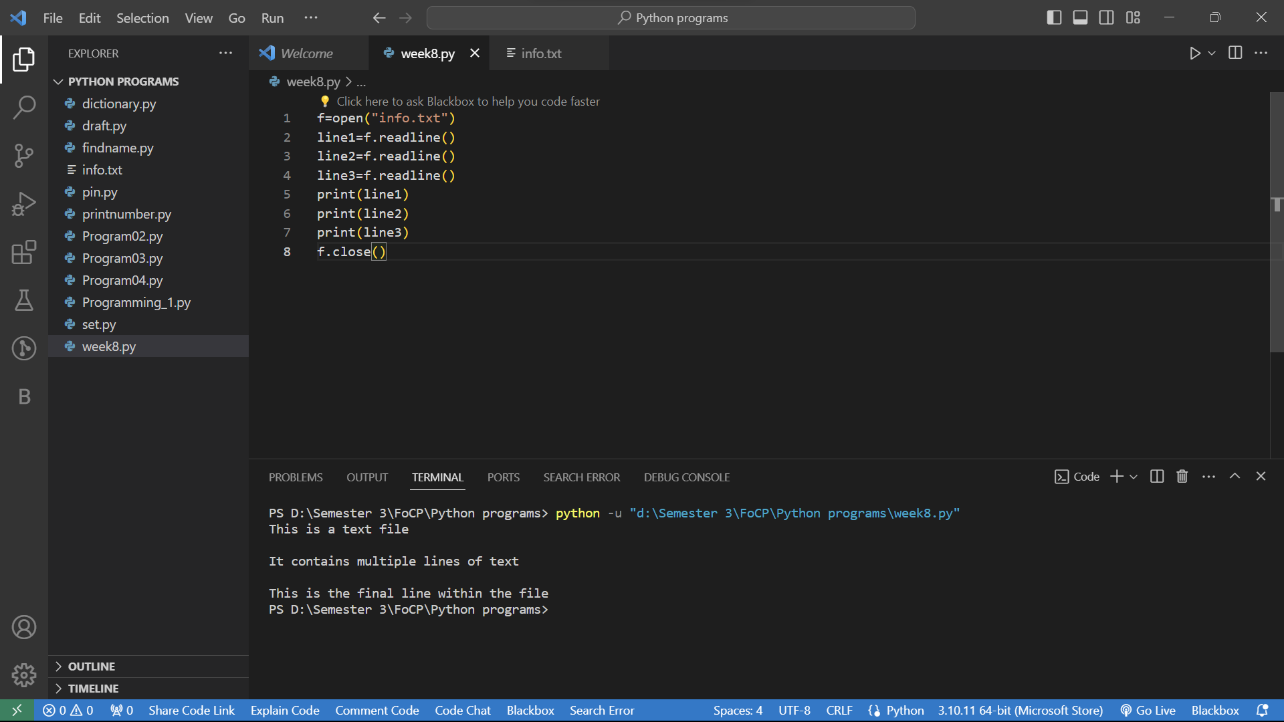 File Edit Selection View Go Run ···
Python programs
EXPLORER ···
PYTHON PROGRAMS
dictionary.py
draft.py
findname.py
info.txt
pin.py
printnumber.py
Program02.py
Program03.py
Program04.py
Programming_1.py
set.py
week8.py
OUTLINE
TIMELINE
B
Welcome week8.py info.txt
week8.py > ...
Click here to ask Blackbox to help you code faster
1 f=open("info.txt")
2 line1=f.readline()
3 line2=f.readline()
4 line3=f.readline()
5 print(line1)
6 print(line2)
7 print(line3)
8 f.close()
PROBLEMS OUTPUT TERMINAL PORTS SEARCH ERROR DEBUG CONSOLE Code
PS D:\Semester 3\FoCP\Python programs> python -u "d:\Semester 3\FoCP\Python programs\week8.py"
This is a text file
It contains multiple lines of text
This is the final line within the file
PS D:\Semester 3\FoCP\Python programs>
0 0 0 Share Code Link Explain Code Comment Code Code Chat Blackbox Search Error Spaces: 4 UTF-8 CRLF Python 3.10.11 64-bit (Microsoft Store) Go Live Blackbox